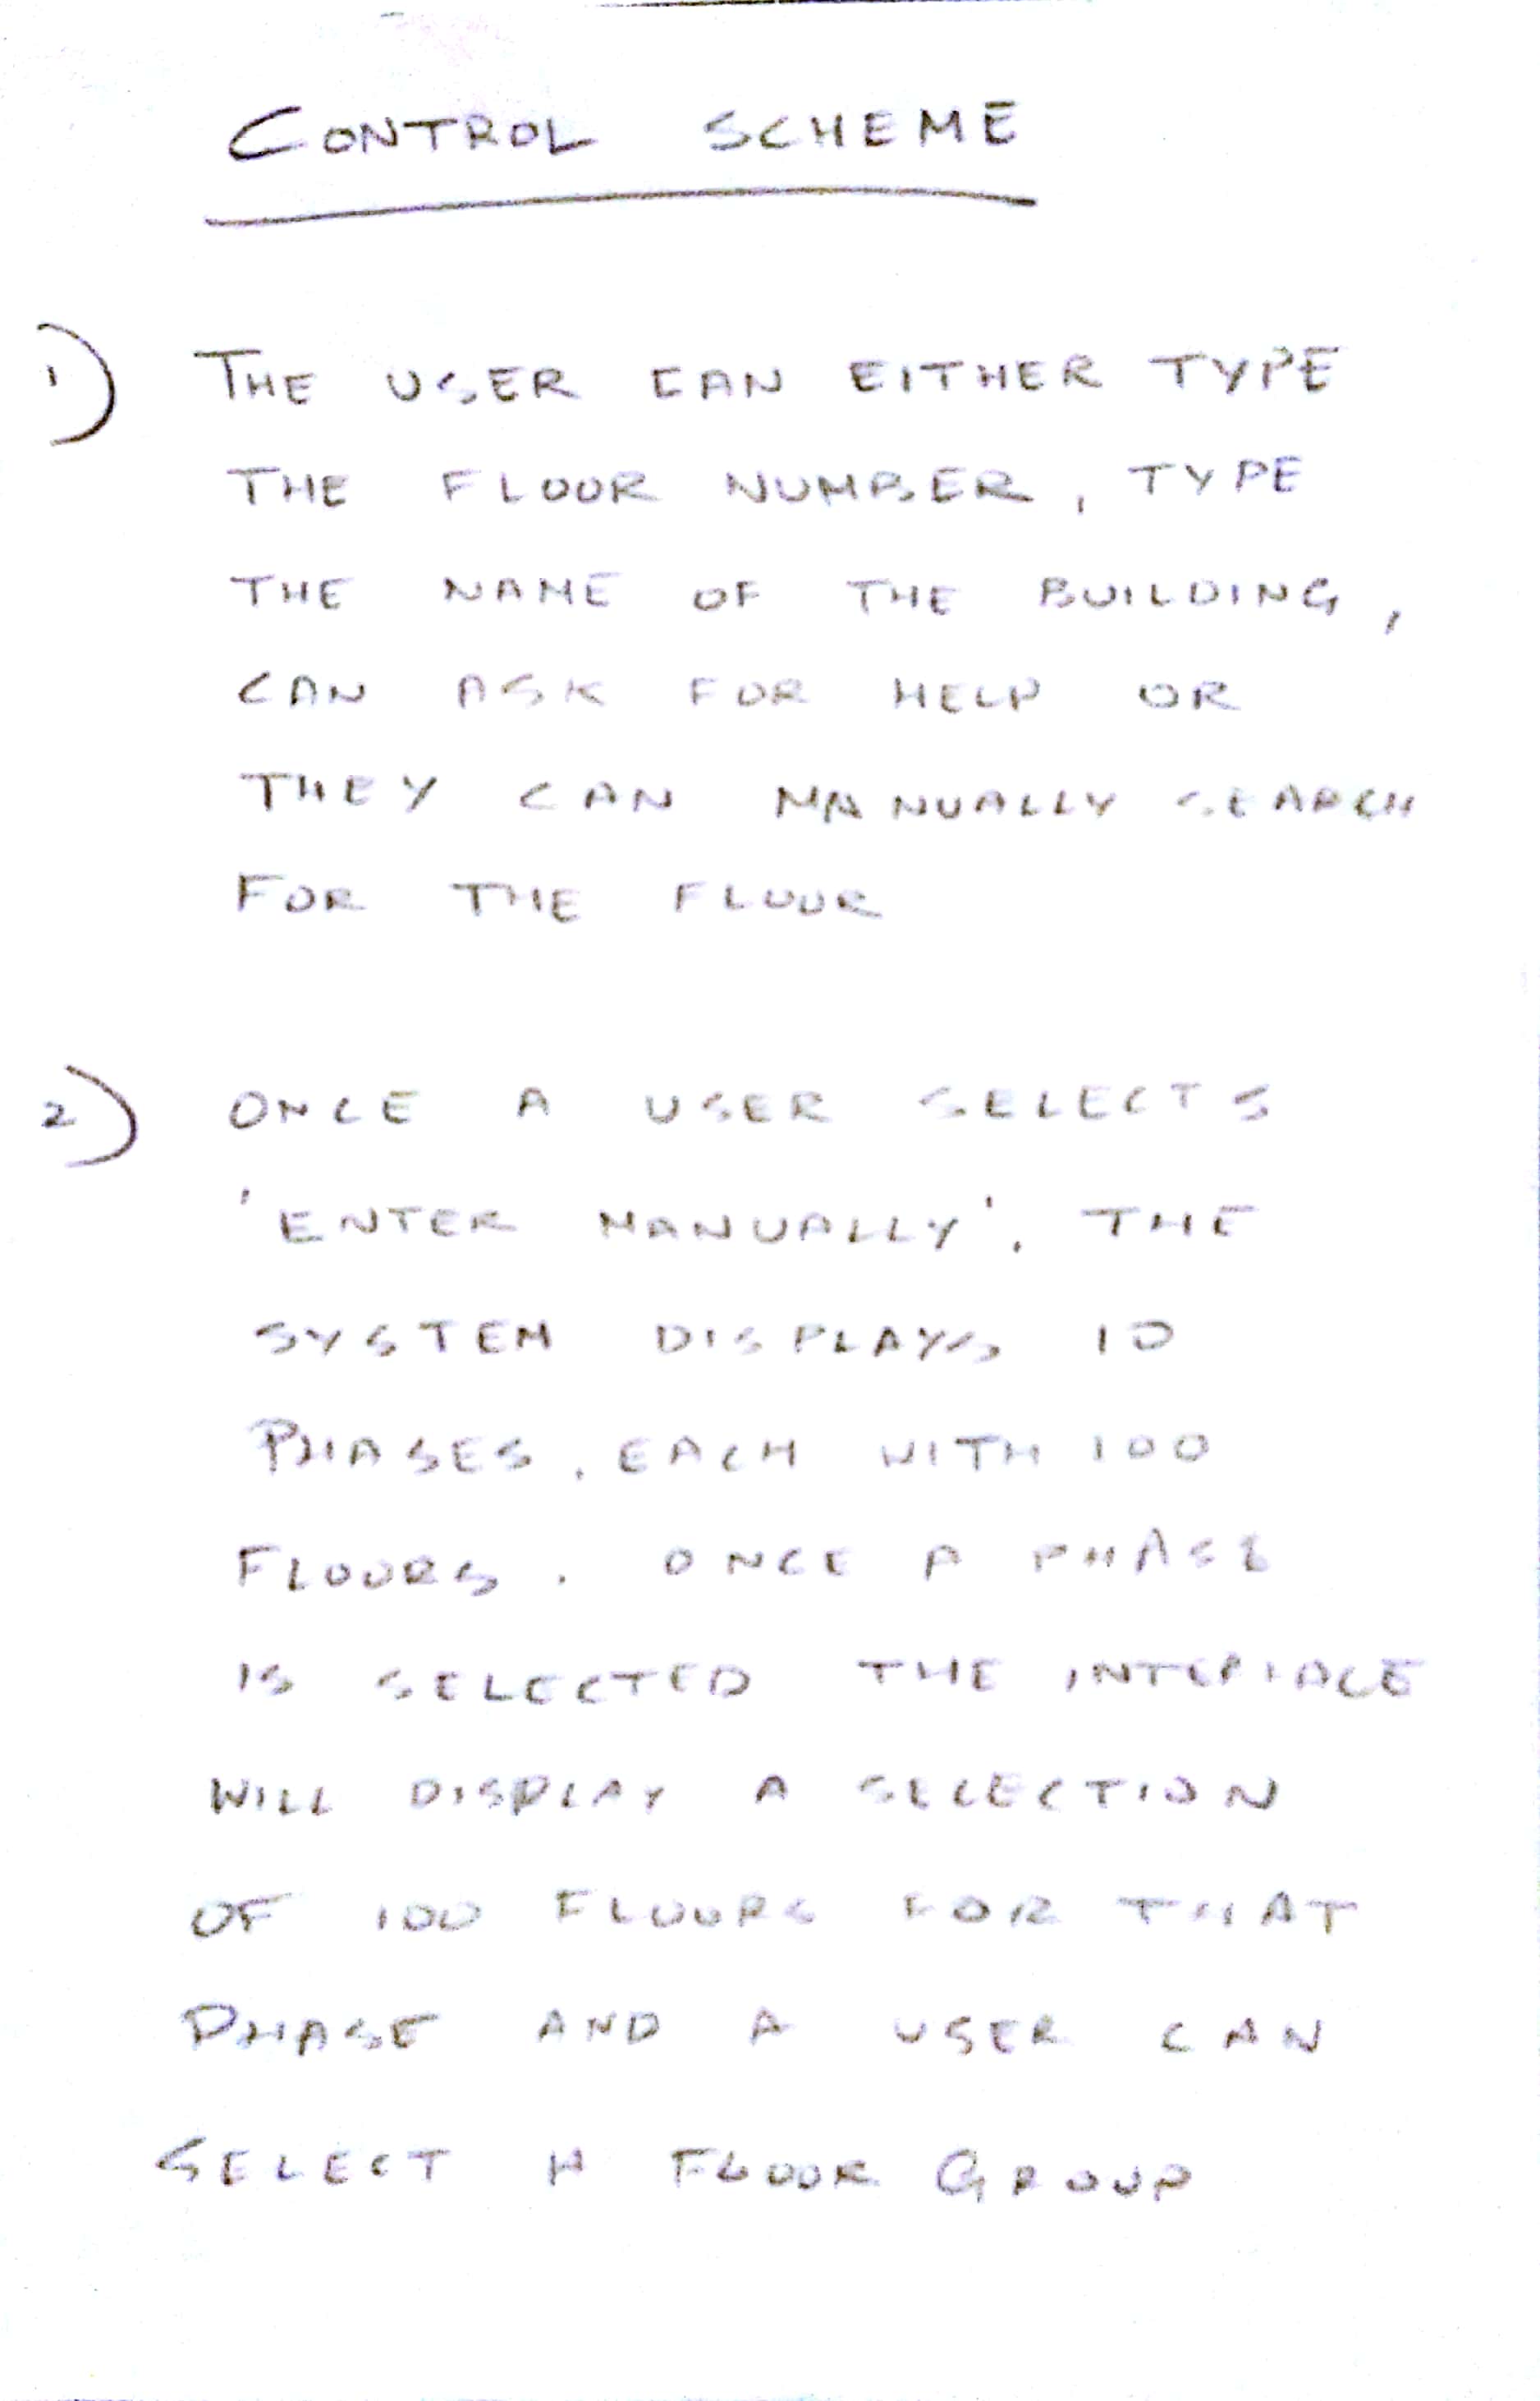 CONTROL SCHEME
1) THE USER CAN EITHER TYPE
THE FLOOR NUMBER, TYPE
THE NAME OF THE BUILDING,
CAN ASK FOR HELP OR
THEY CAN MANUALLY SEARCH
FOR THE FLOOR
2) ONCE A USER SELECTS
'ENTER MANUALLY', THE
SYSTEM DISPLAYS 10
PHASES, EACH WITH 100
FLOORS. ONCE A PHASE
IS SELECTED THE INTERFACE
WILL DISPLAY A SELECTION
OF 100 FLOORS FOR THAT
PHASE AND A USER CAN
SELECT A FLOOR GROUP